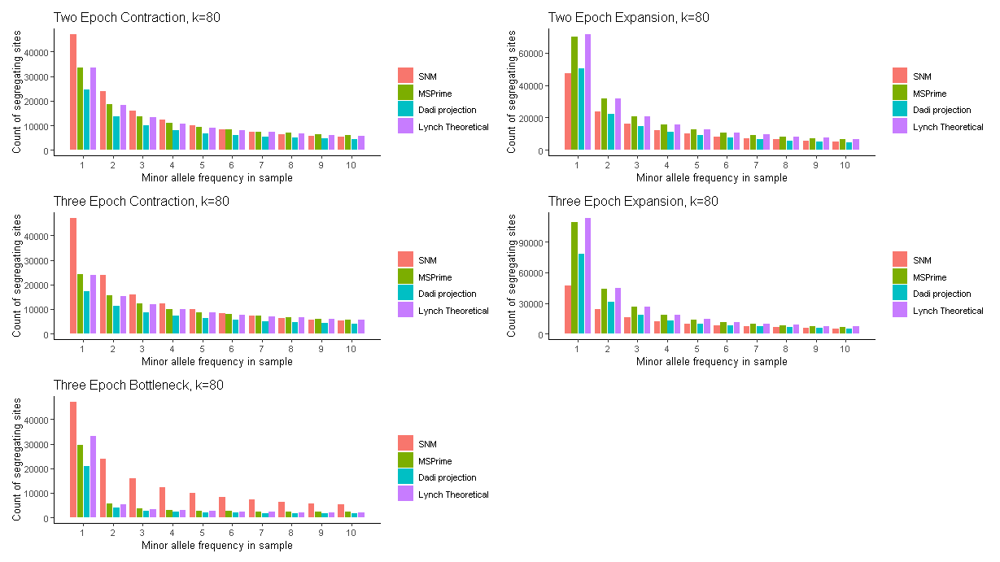 Two Epoch Contraction, k=80
Count of segregating sites
40000
30000
20000
10000
0
1 2 3 4 5 6 7 8 9 10
Minor allele frequency in sample
SNM
MSPrime
Dadi projection
Lynch Theoretical
Two Epoch Expansion, k=80
Count of segregating sites
60000
40000
20000
0
1 2 3 4 5 6 7 8 9 10
Minor allele frequency in sample
SNM
MSPrime
Dadi projection
Lynch Theoretical
Three Epoch Contraction, k=80
Count of segregating sites
40000
30000
20000
10000
0
1 2 3 4 5 6 7 8 9 10
Minor allele frequency in sample
SNM
MSPrime
Dadi projection
Lynch Theoretical
Three Epoch Expansion, k=80
Count of segregating sites
90000
60000
30000
0
1 2 3 4 5 6 7 8 9 10
Minor allele frequency in sample
SNM
MSPrime
Dadi projection
Lynch Theoretical
Three Epoch Bottleneck, k=80
Count of segregating sites
40000
30000
20000
10000
0
1 2 3 4 5 6 7 8 9 10
Minor allele frequency in sample
SNM
MSPrime
Dadi projection
Lynch Theoretical